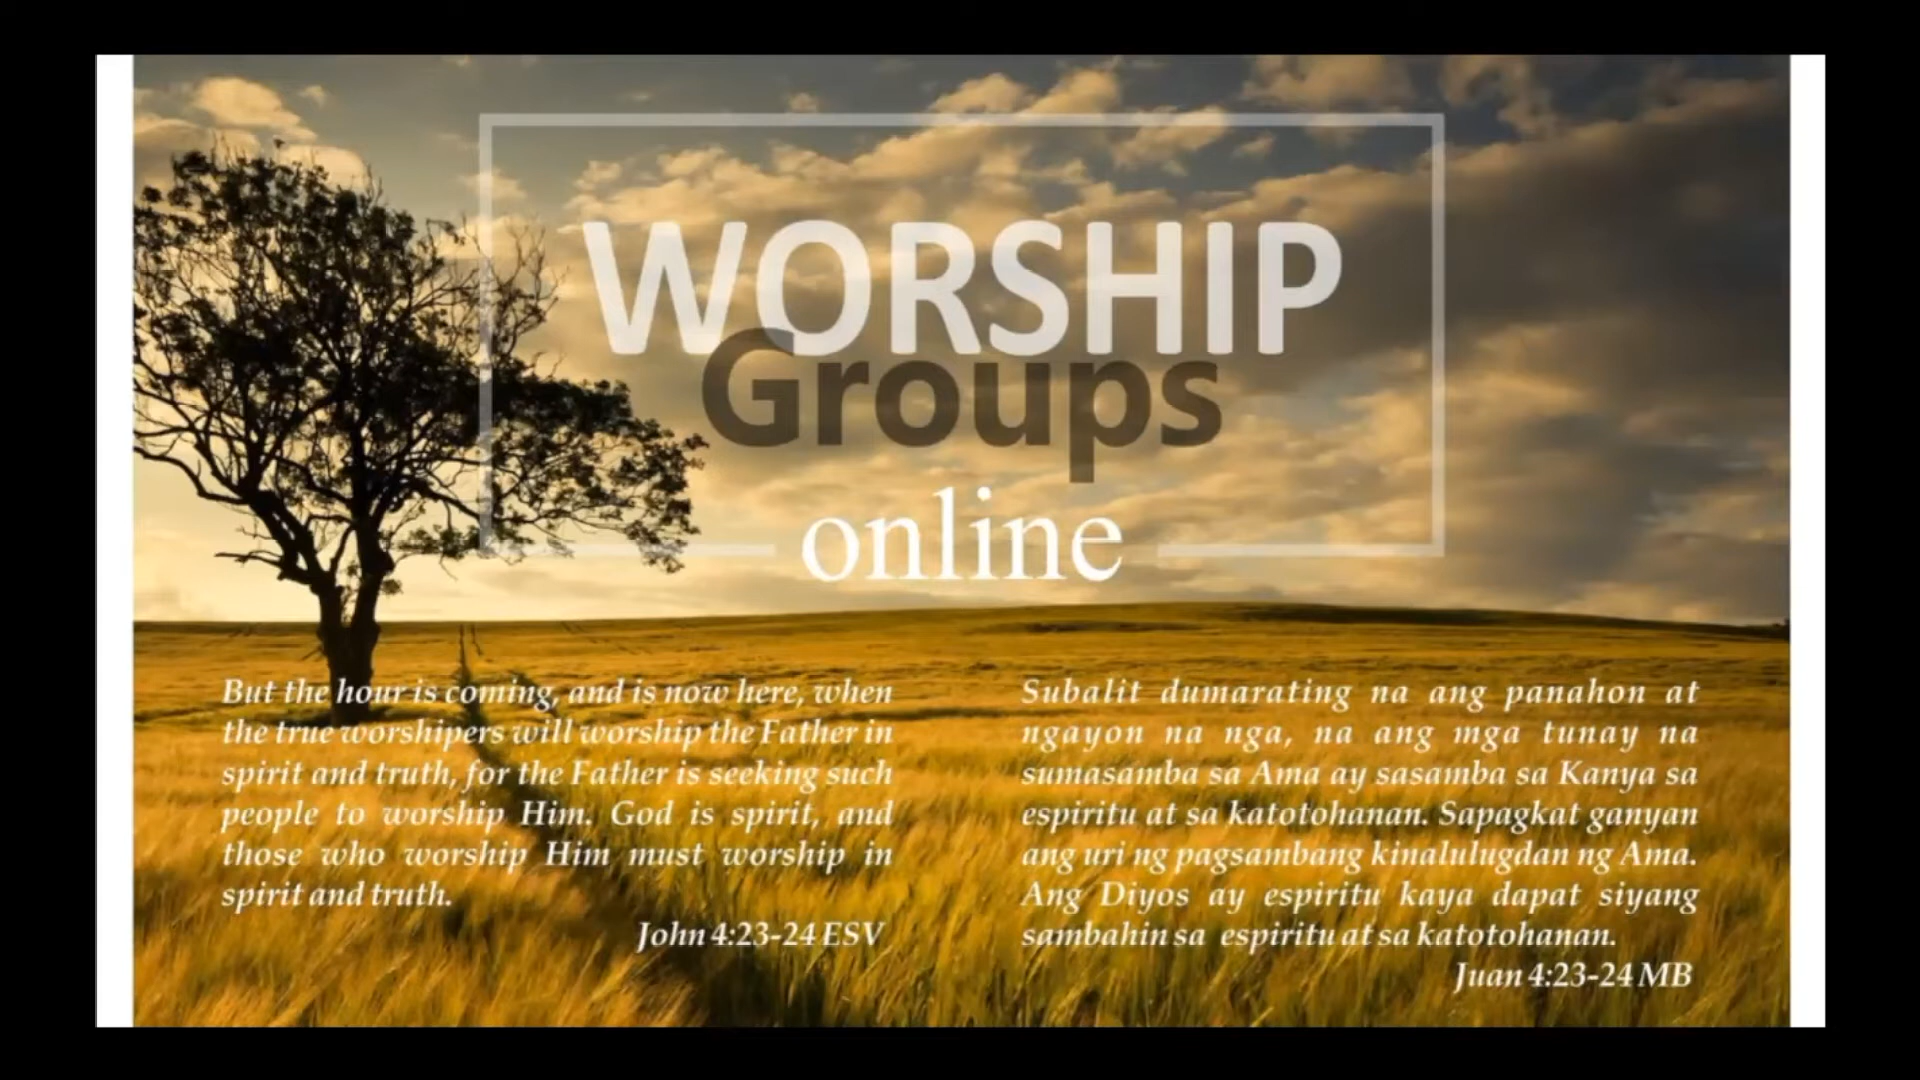 WORSHIP
Groups
online
But the hour is coming, and is now here, when
the true worshipers will worship the Father in
spirit and truth, for the Father is seeking such
people to worship Him. God is spirit, and
those who worship Him must worship in
spirit and truth.
John 4:23-24 ESV
Subalit dumarating na ang panahon at
ngayon na nga, na ang mga tunay na
sumasamba sa Ama ay sasamba sa Kanya sa
espiritu at sa katotohanan. Sapagkat ganyan
ang uri ng pagsambang kinalulugdan ng Ama.
Ang Diyos ay espiritu kaya dapat siyang
sambahin sa espiritu at sa katotohanan.
Juan 4:23-24 MB